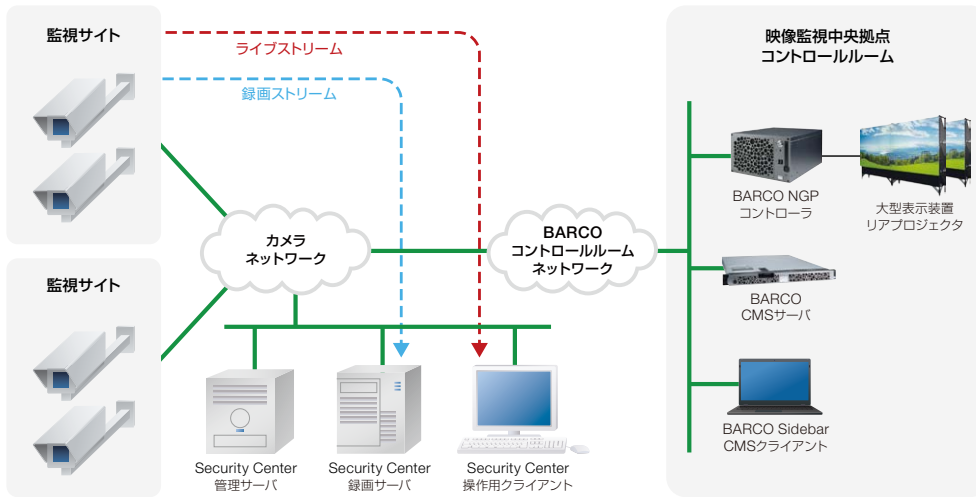 監視サイト
ライブストリーム
録画ストリーム
映像監視中央拠点
コントロールルーム
BARCO NGP
コントローラ
大型表示装置
リアプロジェクタ
カメラ
ネットワーク
BARCO
コントロールルーム
ネットワーク
監視サイト
BARCO
CMSサーバ
BARCO Sidebar
CMSクライアント
Security Center
管理サーバ
Security Center
録画サーバ
Security Center
操作用クライアント